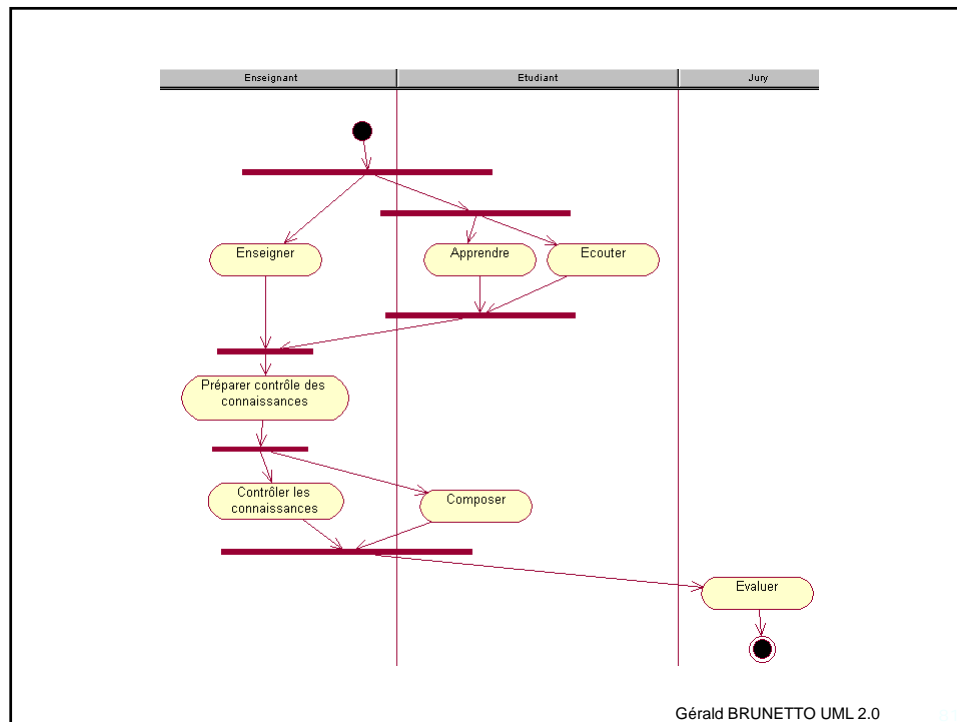 Enseignant
Etudiant
Jury
Enseigner
Apprendre
Ecouter
Préparer contrôle des
connaissances
Contrôler les
connaissances
Composer
Evaluer
Gérald BRUNETTO UML 2.0